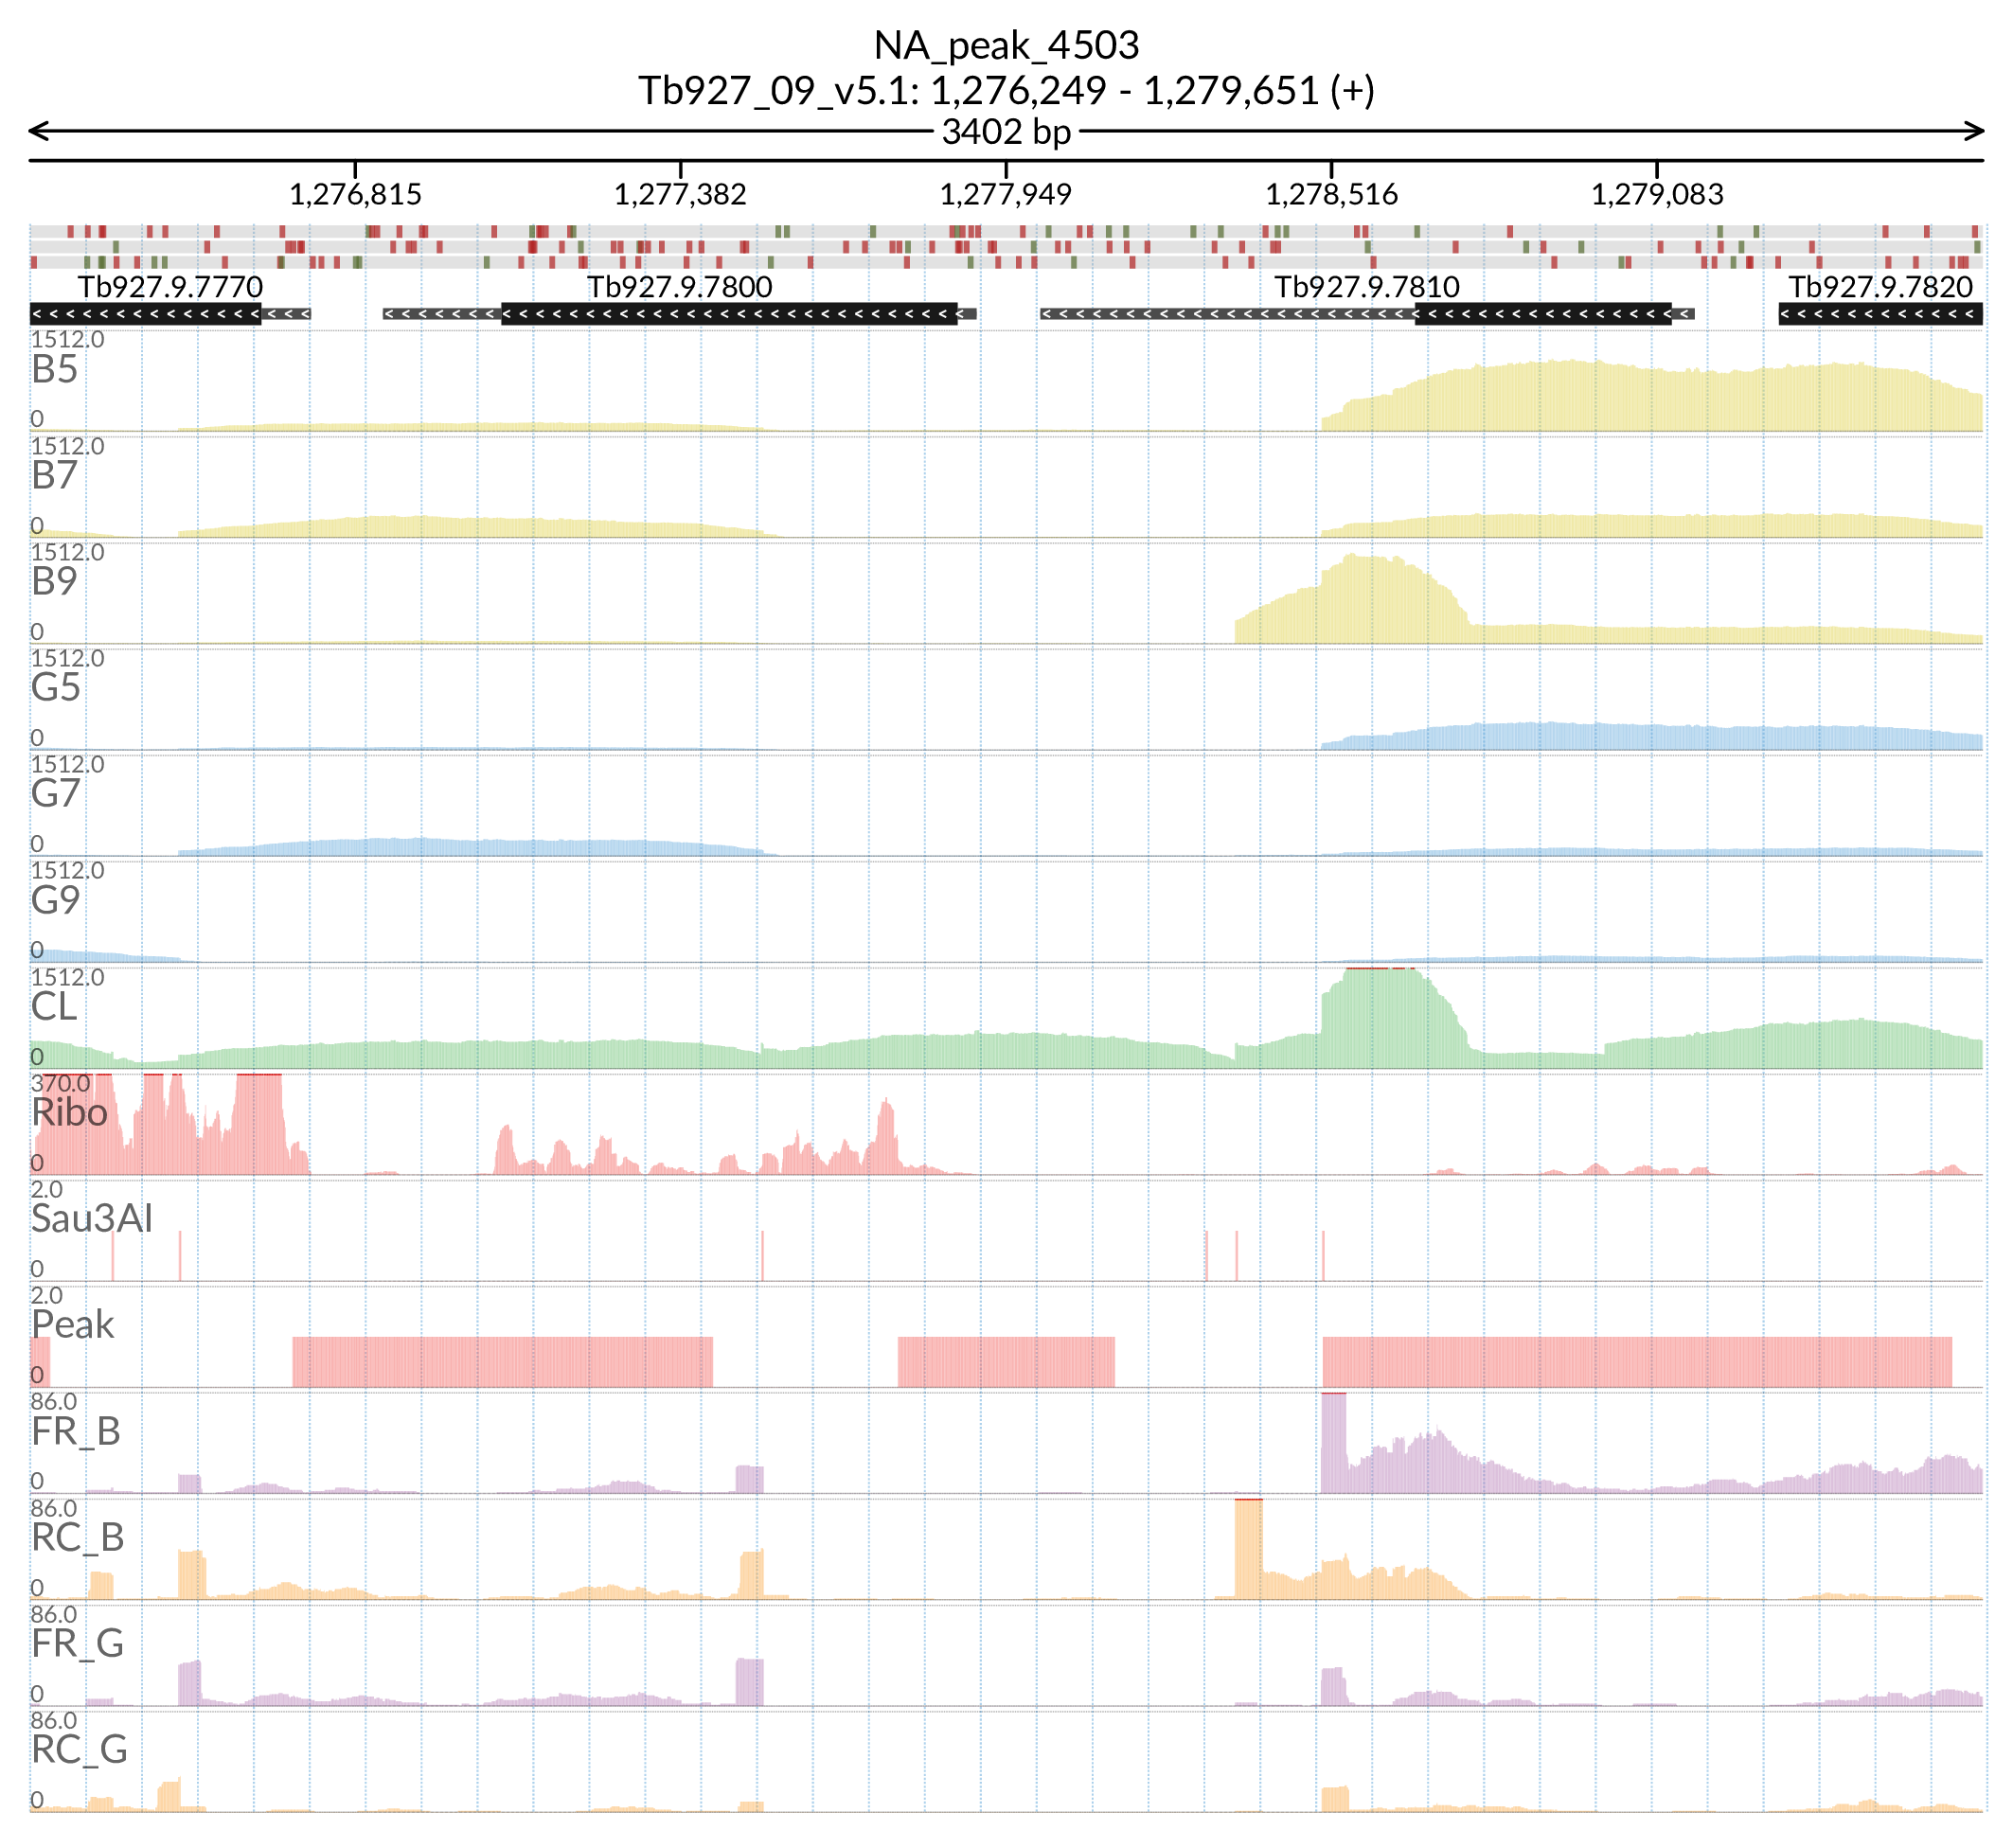 NA_peak_4503
Tb927_09_v5.1: 1,276,249 - 1,279,651 (+)
3402 bp
1,276,815 1,277,382 1,277,949 1,278,516 1,279,083
Tb927.9.7770 Tb927.9.7800 Tb927.9.7810 Tb927.9.7820
1512.0
B5
0
1512.0
B7
0
1512.0
B9
0
1512.0
G5
0
1512.0
G7
0
1512.0
G9
0
1512.0
CL
0
370.0
Ribo
0
2.0
Sau3AI
0
2.0
Peak
0
86.0
FR_B
0
86.0
RC_B
0
86.0
FR_G
0
86.0
RC_G
0